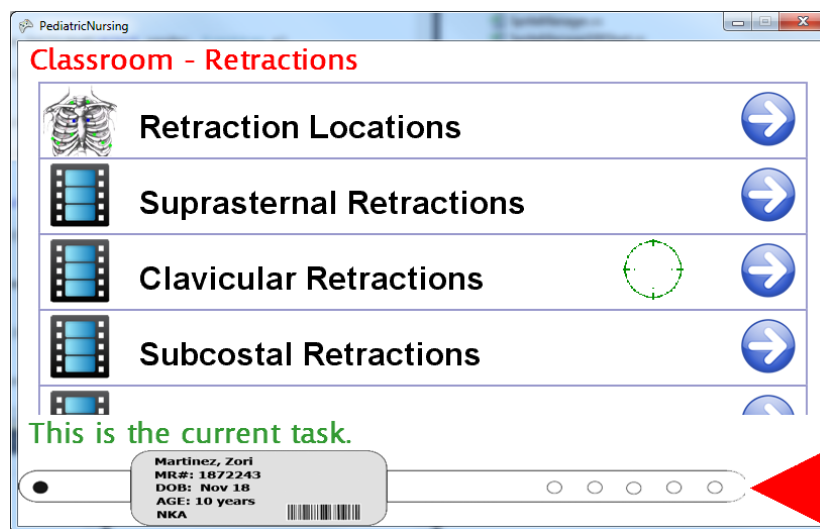 PediatricNursing
Classroom - Retractions
Retraction Locations
Suprasternal Retractions
Clavicular Retractions
Subcostal Retractions
This is the current task.
Martinez, Zori
MR#: 1872243
DOB: Nov 18
AGE: 10 years
NKA